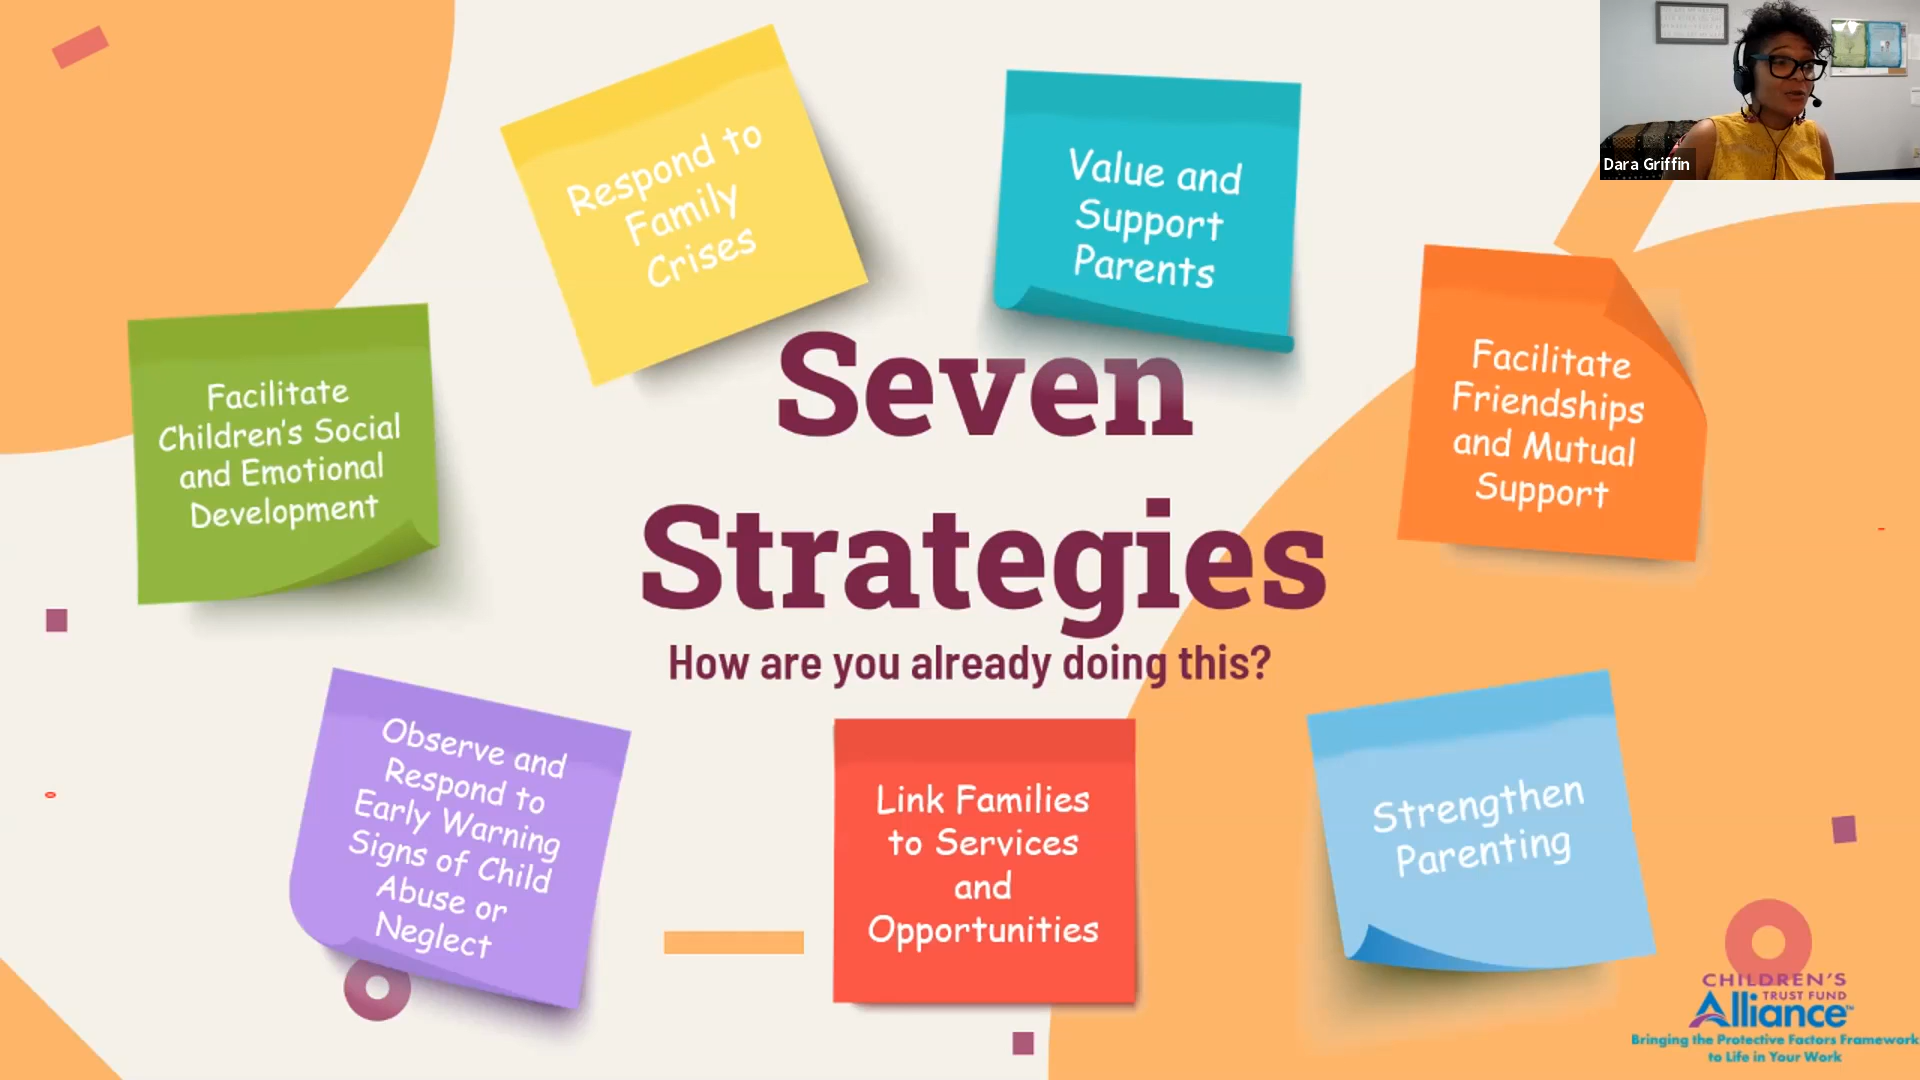 Respond to
Family
Crises
Value and
Support
Parents
Dara Griffin
Facilitate
Children's Social
and Emotional
Development
Facilitate
Friendships
and Mutual
Support
Seven
Strategies
How are you already doing this?
Observe and
Respond to
Early Warning
Signs of Child
Abuse or
Neglect
Link Families
to Services
and
Opportunities
Strengthen
Parenting
CHILDREN'S
TRUST FUND
Alliance™
Bringing the Protective Factors Framework
to Life in Your Work